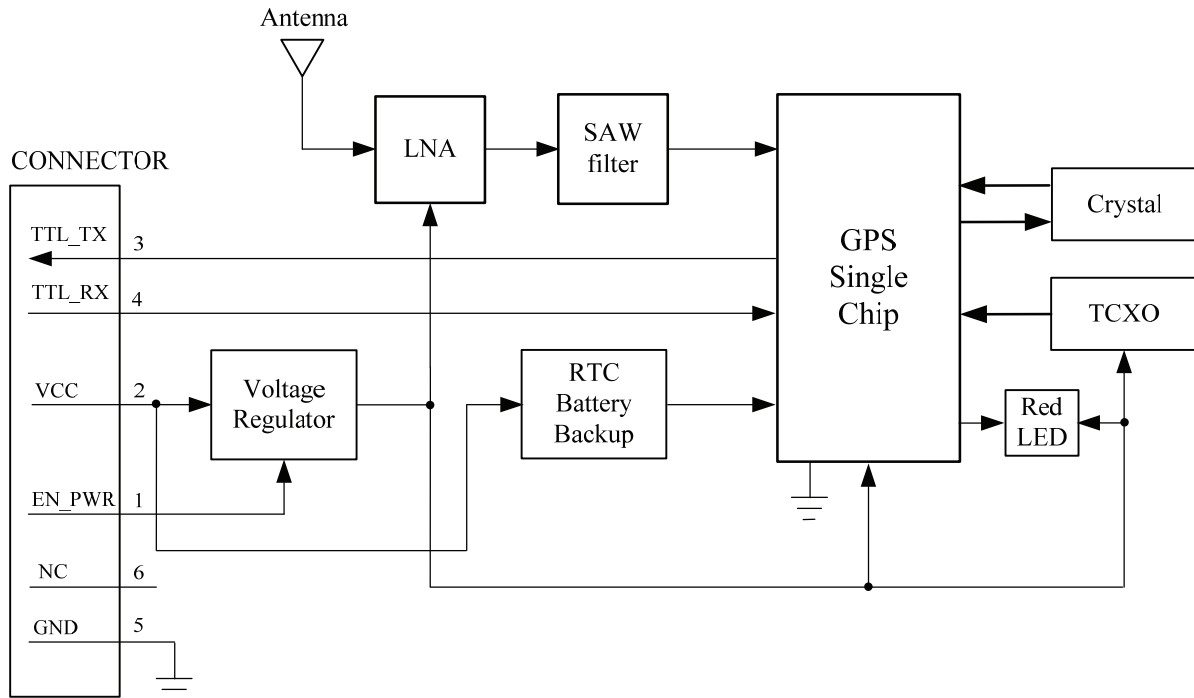 Antenna
LNA
SAW
filter
CONNECTOR
TTL_TX
3
TTL_RX
4
VCC
2
EN_PWR
1
NC
6
GND
5
Voltage
Regulator
RTC
Battery
Backup
GPS
Single
Chip
Crystal
TCXO
Red
LED